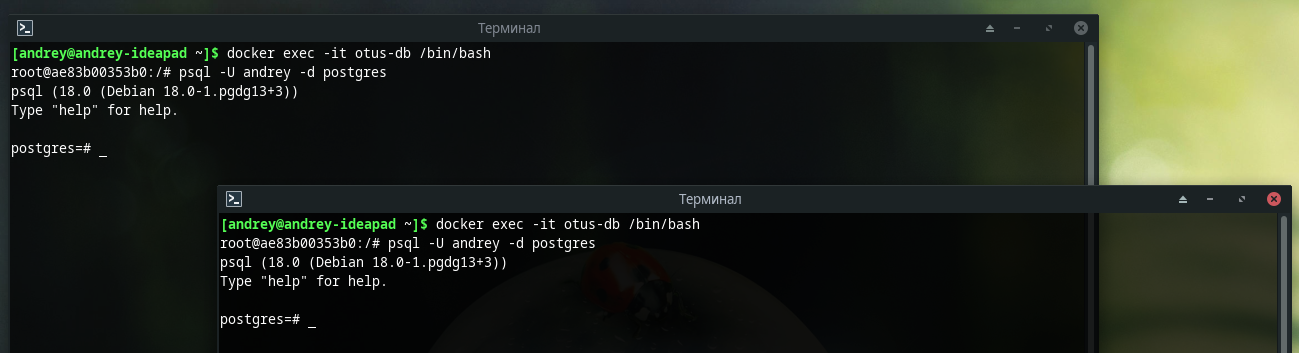 Терминал
[andrey@andrey-ideapad ~]$ docker exec -it otus-db /bin/bash
root@ae83b00353b0:/# psql -U andrey -d postgres
psql (18.0 (Debian 18.0-1.pgdg13+3))
Type "help" for help.
postgres=# _
Терминал
[andrey@andrey-ideapad ~]$ docker exec -it otus-db /bin/bash
root@ae83b00353b0:/# psql -U andrey -d postgres
psql (18.0 (Debian 18.0-1.pgdg13+3))
Type "help" for help.
postgres=# _